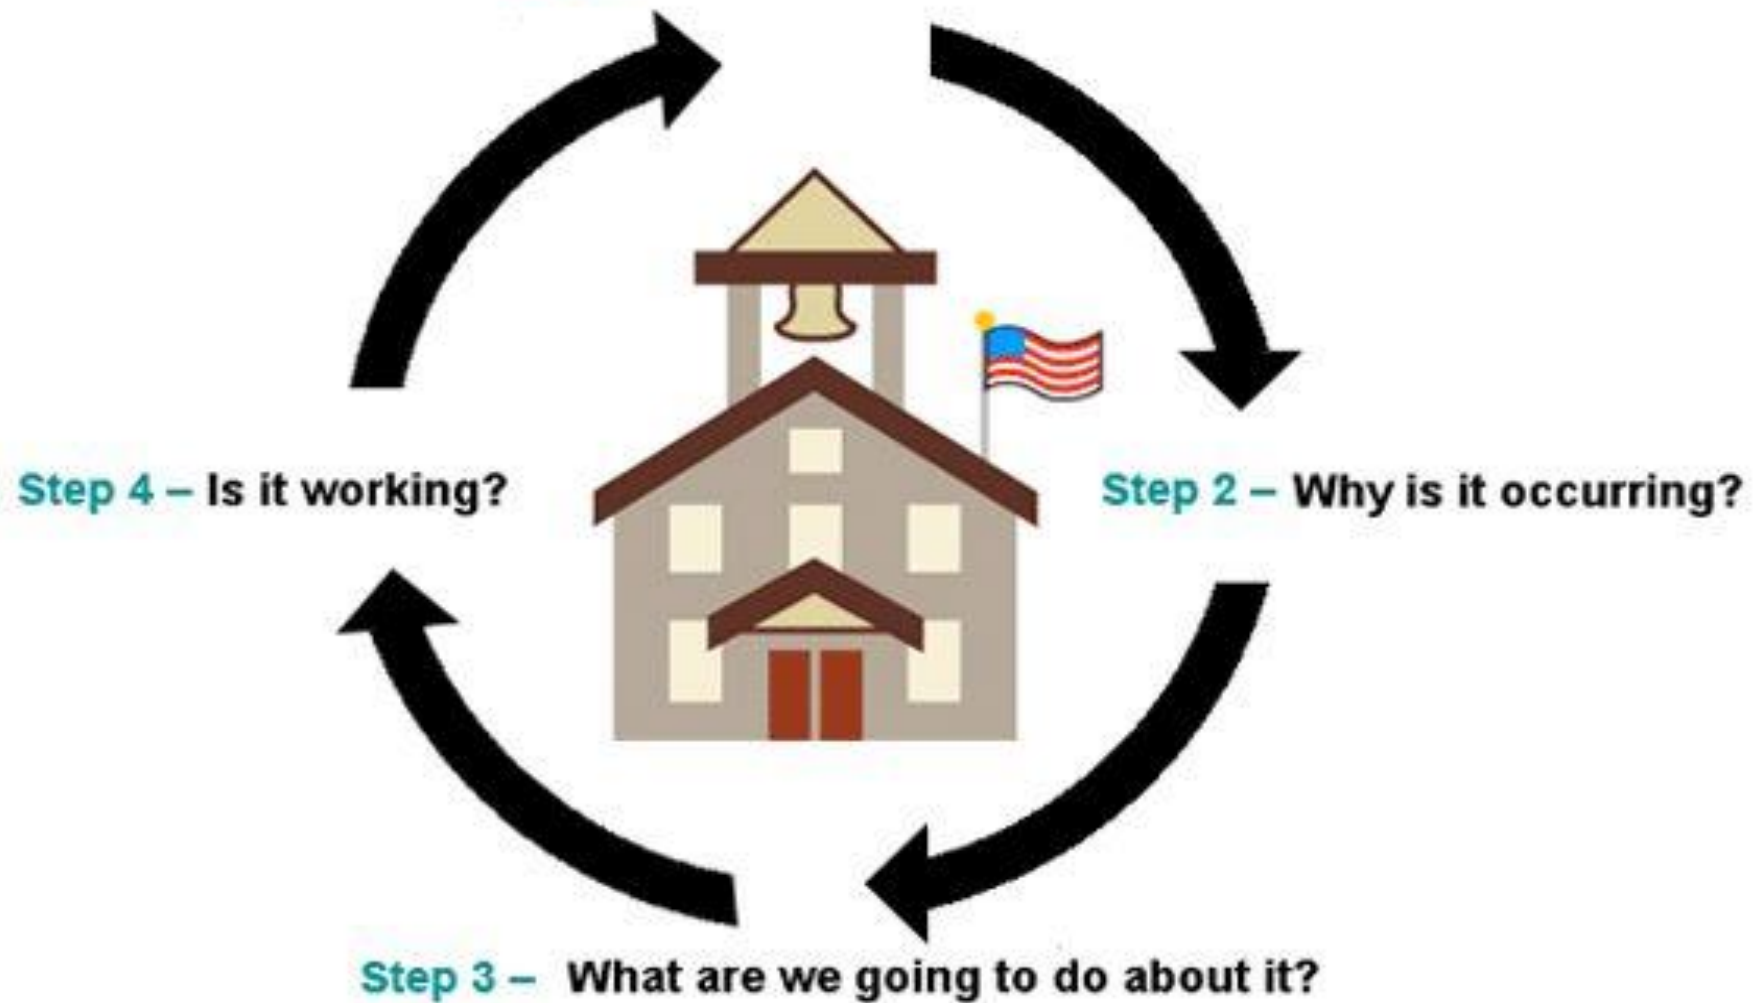 Step 4 – Is it working?
Step 2 – Why is it occurring?
Step 3 – What are we going to do about it?